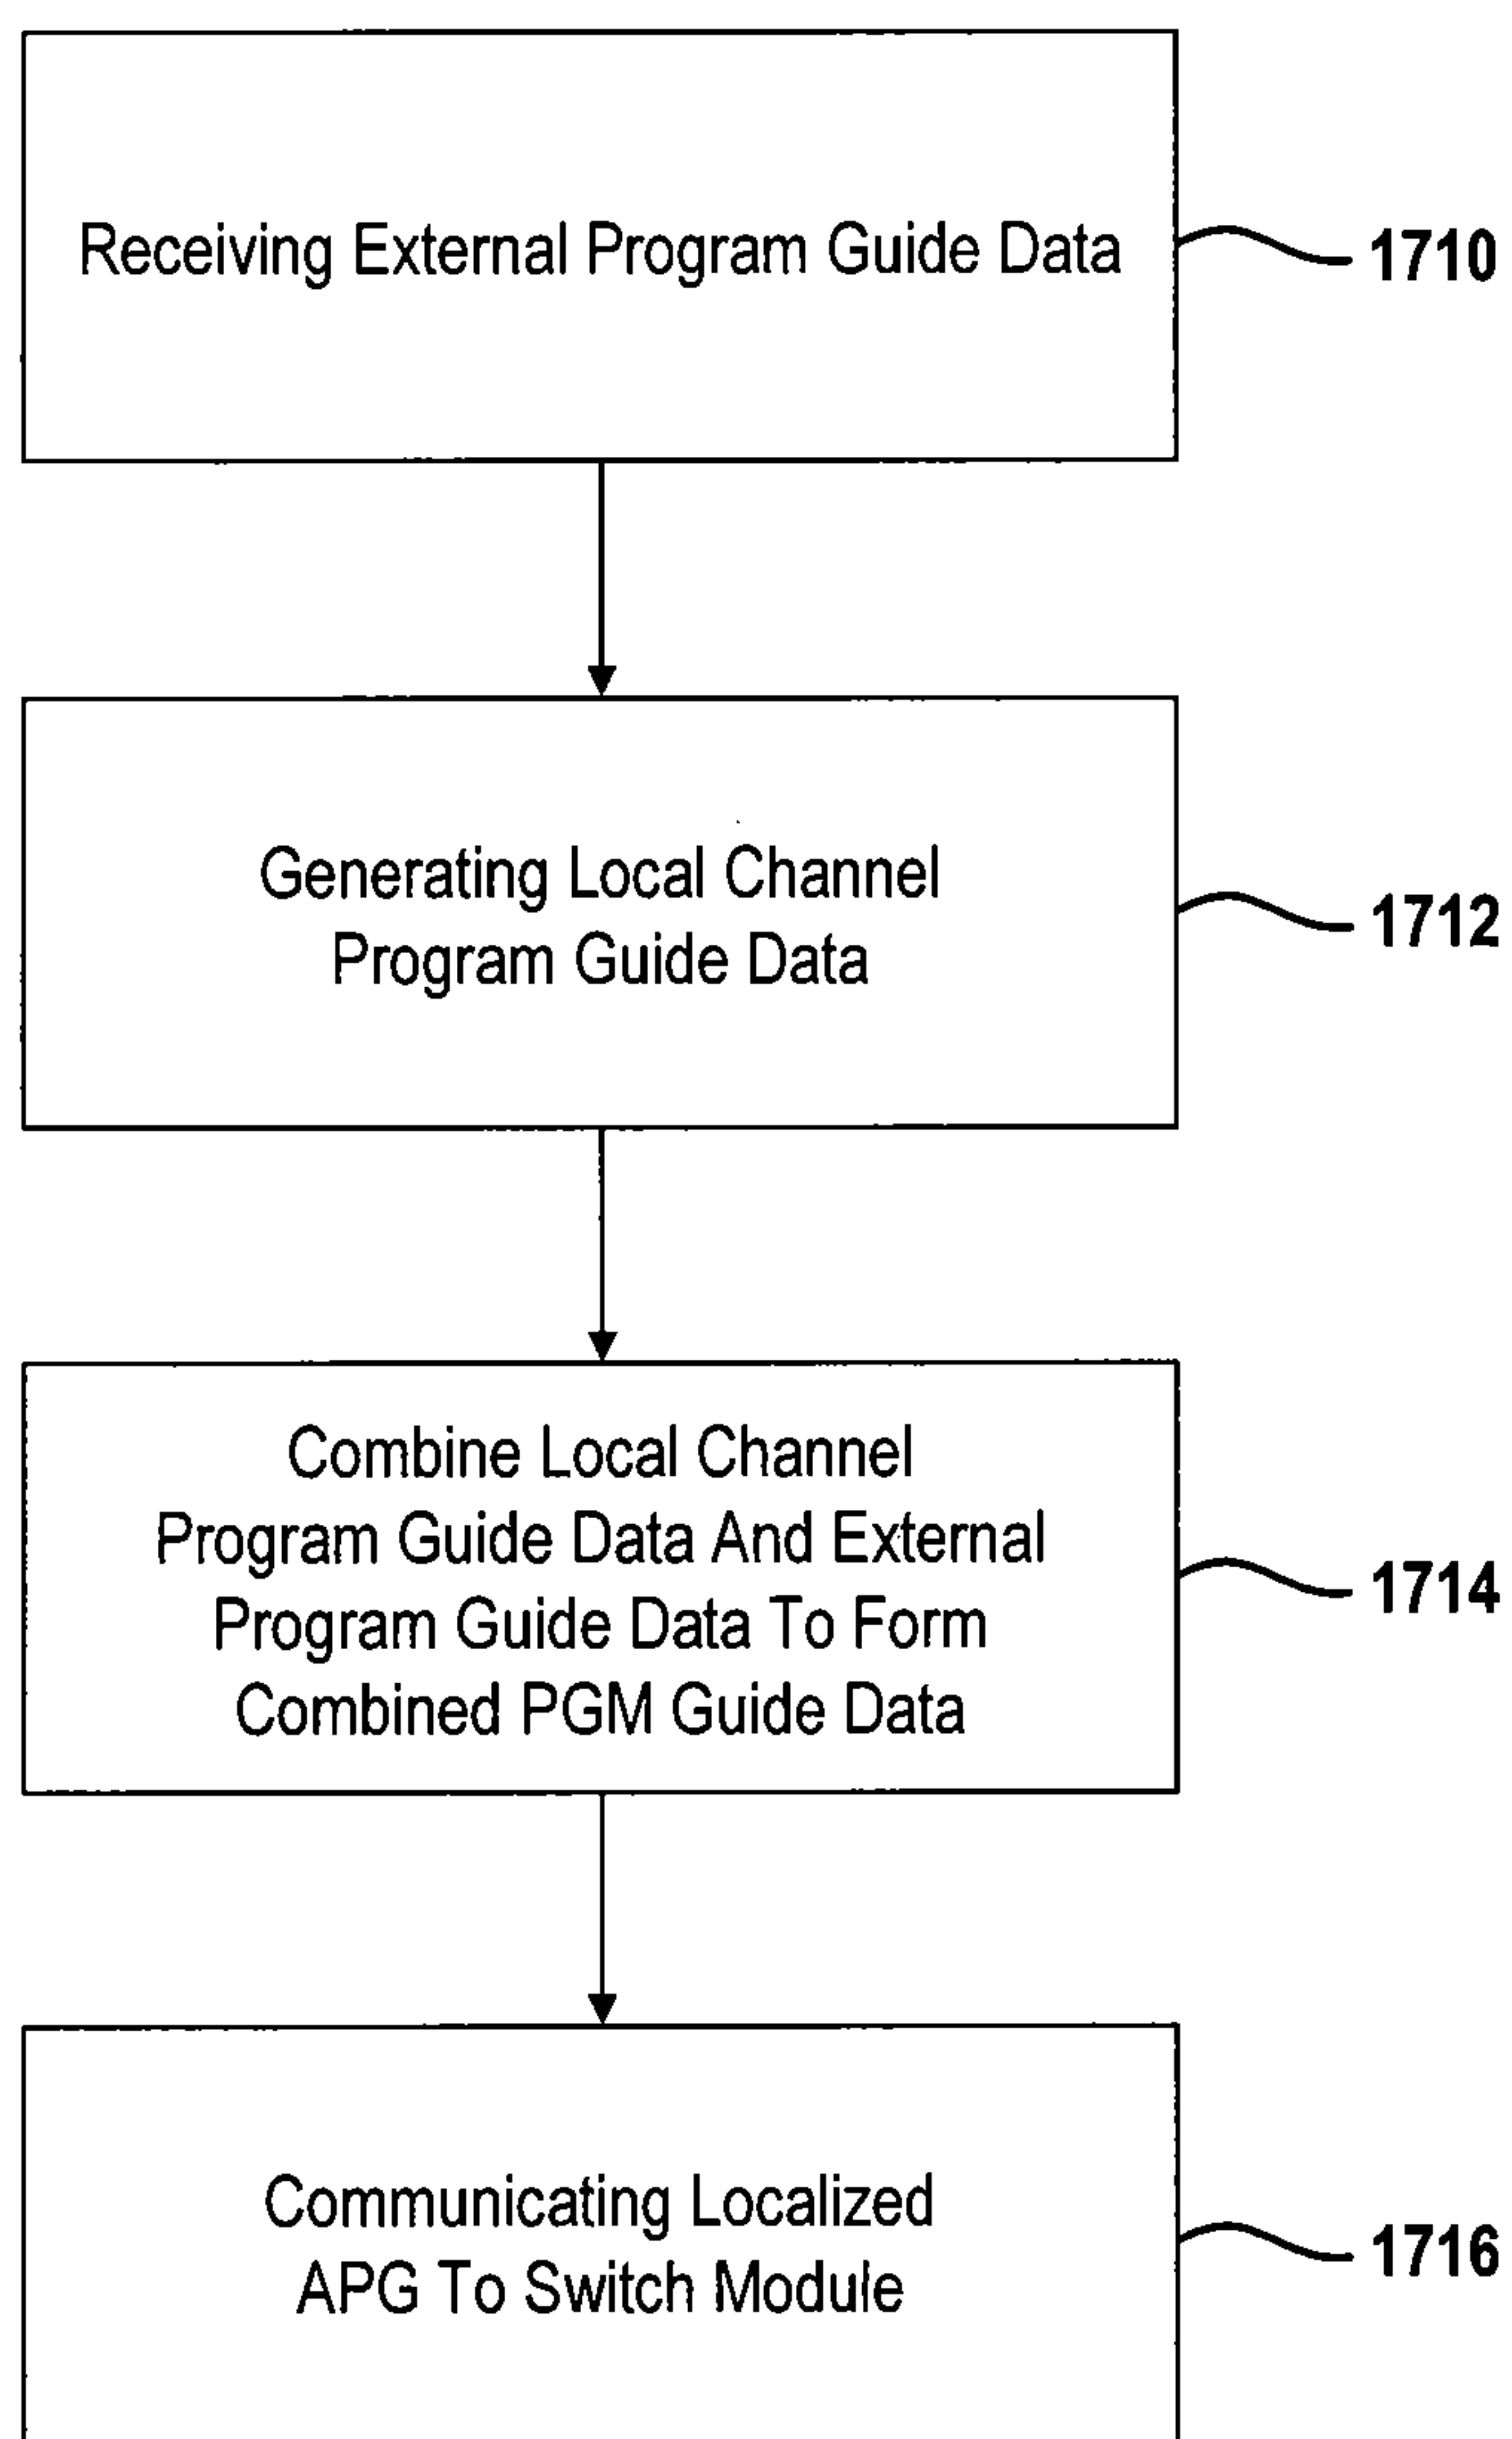 Receiving External Program Guide Data
1710
Generating Local Channel
Program Guide Data
1712
Combine Local Channel
Program Guide Data And External
Program Guide Data To Form
Combined PGM Guide Data
1714
Communicating Localized
APG To Switch Module
1716